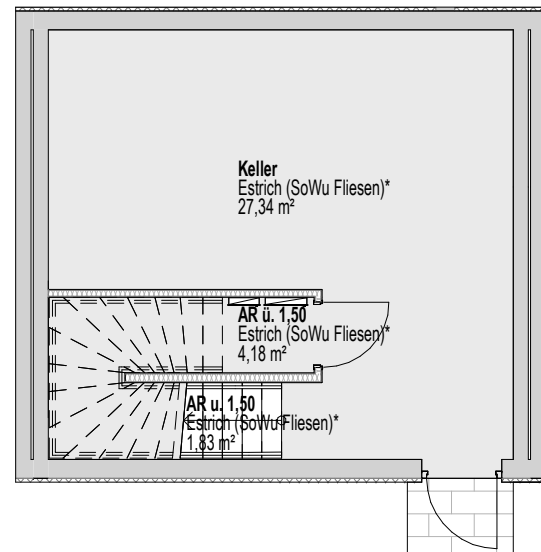 Keller
Estrich (SoWu Fliesen)*
27,34 m²
AR ü. 1,50
Estrich (SoWu Fliesen)*
4,18 m²
AR u. 1,50
Estrich (SoWu Fliesen)*
1,83 m²